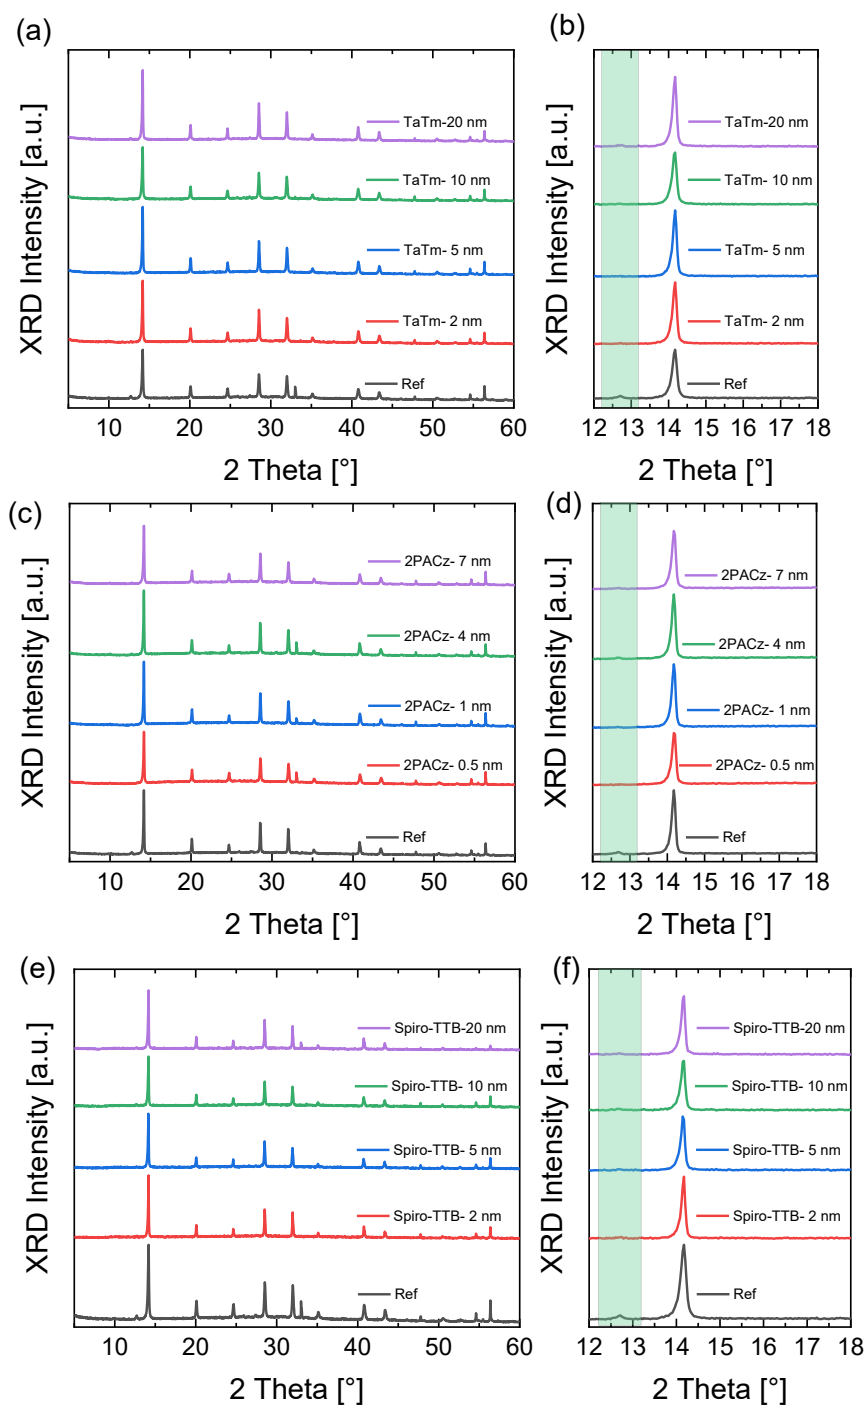 (a)
XRD Intensity [a.u.]
TaTm-20 nm
TaTm- 10 nm
TaTm- 5 nm
TaTm- 2 nm
Ref
10 20 30 40 50 60
2 Theta [°]
(b)
XRD Intensity [a.u.]
TaTm-20 nm
TaTm- 10 nm
TaTm- 5 nm
TaTm- 2 nm
Ref
12 13 14 15 16 17 18
2 Theta [°]
(c)
XRD Intensity [a.u.]
2PACz- 7 nm
2PACz- 4 nm
2PACz- 1 nm
2PACz- 0.5 nm
Ref
10 20 30 40 50 60
2 Theta [°]
(d)
XRD Intensity [a.u.]
2PACz- 7 nm
2PACz- 4 nm
2PACz- 1 nm
2PACz- 0.5 nm
Ref
12 13 14 15 16 17 18
2 Theta [°]
(e)
XRD Intensity [a.u.]
Spiro-TTB-20 nm
Spiro-TTB- 10 nm
Spiro-TTB- 5 nm
Spiro-TTB- 2 nm
Ref
10 20 30 40 50 60
2 Theta [°]
(f)
XRD Intensity [a.u.]
Spiro-TTB-20 nm
Spiro-TTB- 10 nm
Spiro-TTB- 5 nm
Spiro-TTB- 2 nm
Ref
12 13 14 15 16 17 18
2 Theta [°]